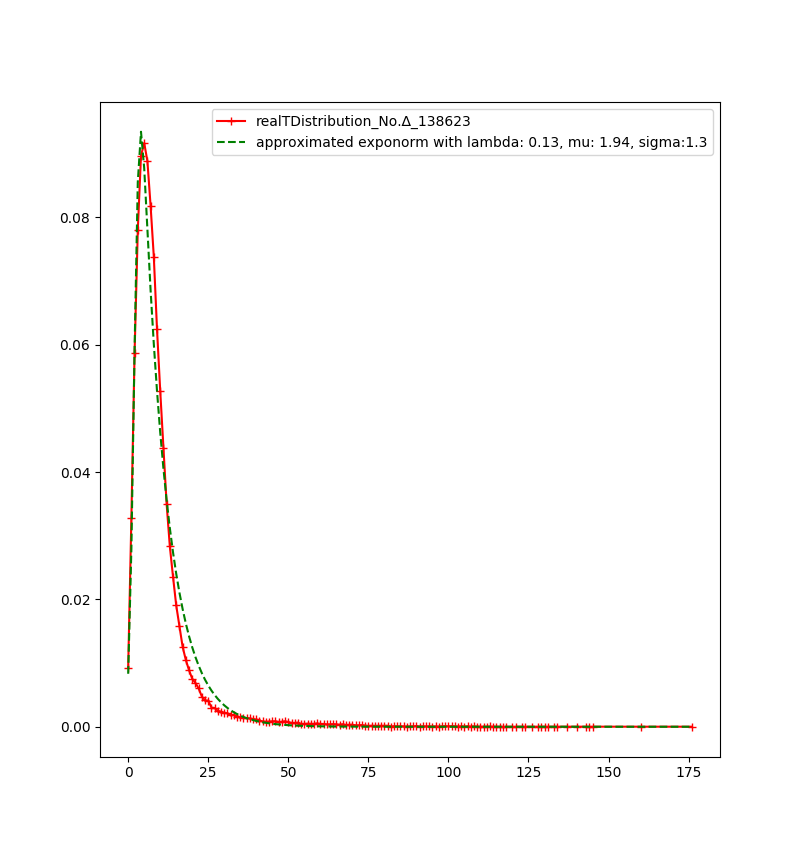 realTDistribution_No.Δ_138623
approximated exponorm with lambda: 0.13, mu: 1.94, sigma:1.3
0.08
0.06
0.04
0.02
0.00
0 25 50 75 100 125 150 175